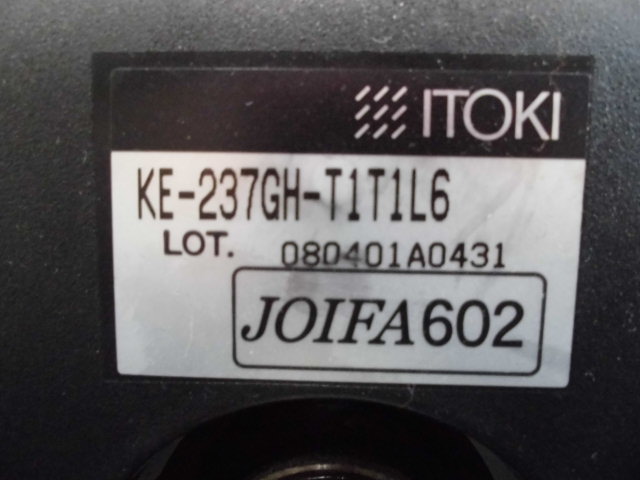 ITOKI
KE-237GH-T1T1L6
LOT. 080401A0431
JOIFA602